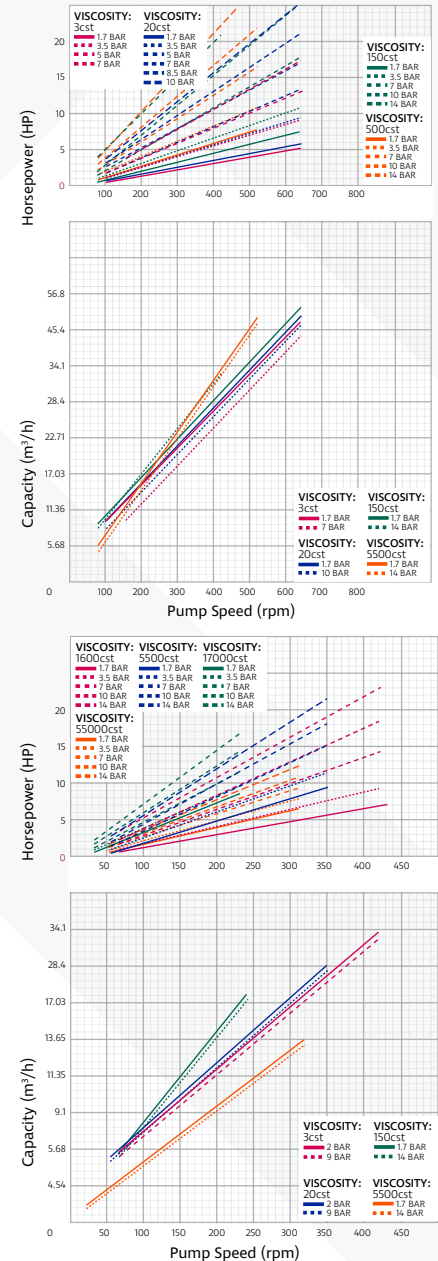 VISCOSITY: VISCOSITY:
3cst 20cst
1.7 BAR 1.7 BAR
3.5 BAR 3.5 BAR
5 BAR 5 BAR
7 BAR 7 BAR
8.5 BAR
10 BAR
VISCOSITY:
150cst
1.7 BAR
3.5 BAR
7 BAR
10 BAR
14 BAR
VISCOSITY:
500cst
1.7 BAR
3.5 BAR
7 BAR
10 BAR
14 BAR
Horsepower (HP)
20
15
10
5
0
100 200 300 400 500 600 700 800
Capacity (m³/h)
56.8
45.4
34.1
28.4
22.71
17.03
11.36
5.68
VISCOSITY: VISCOSITY:
3cst 150cst
1.7 BAR 1.7 BAR
7 BAR 14 BAR
VISCOSITY: VISCOSITY:
20cst 5500cst
1.7 BAR 1.7 BAR
10 BAR 14 BAR
0 100 200 300 400 500 600 700 800
Pump Speed (rpm)
VISCOSITY: VISCOSITY: VISCOSITY:
1600cst 5500cst 17000cst
1.7 BAR 1.7 BAR 1.7 BAR
3.5 BAR 3.5 BAR 3.5 BAR
7 BAR 7 BAR 7 BAR
10 BAR 10 BAR 10 BAR
14 BAR 14 BAR 14 BAR
VISCOSITY:
55000cst
1.7 BAR
3.5 BAR
7 BAR
10 BAR
14 BAR
Horsepower (HP)
20
15
10
5
0
50 100 150 200 250 300 350 400 450
Capacity (m³/h)
34.1
28.4
17.03
13.65
11.35
9.1
5.68
4.54
VISCOSITY: VISCOSITY:
3cst 150cst
2 BAR 1.7 BAR
9 BAR 14 BAR
VISCOSITY: VISCOSITY:
20cst 5500cst
2 BAR 1.7 BAR
9 BAR 14 BAR
0 50 100 150 200 250 300 350 400 450
Pump Speed (rpm)